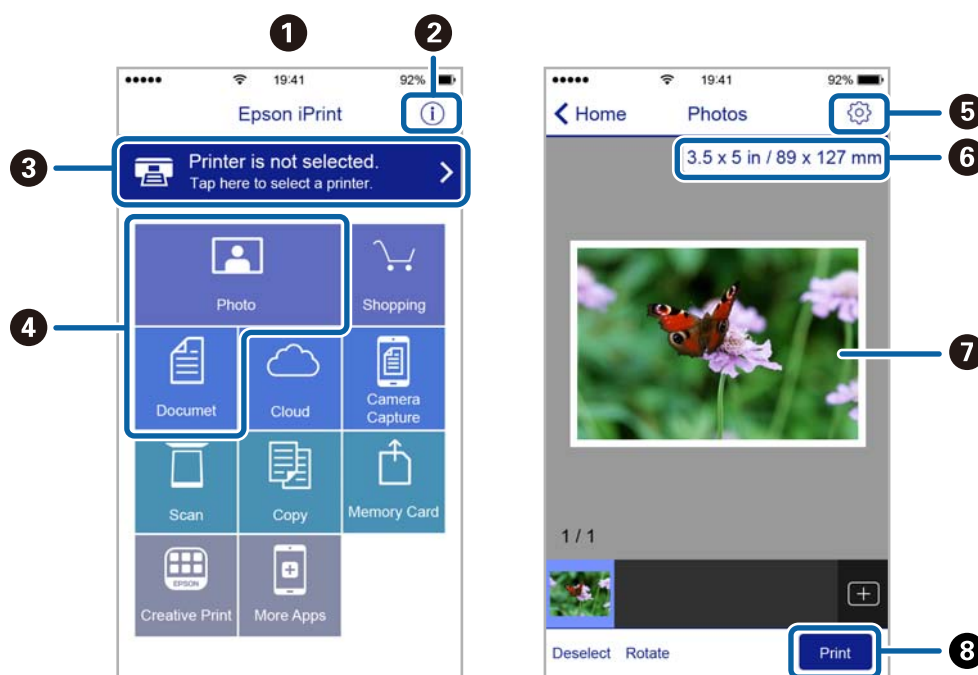 1
2
19:41
92%
Epson iPrint
3
Printer is not selected.
Tap here to select a printer.
4
Photo
Shopping
Documet
Cloud
Camera
Capture
Scan
Copy
Memory Card
EPSON
Creative Print
More Apps
19:41
92%
Home
Photos
5
3.5 x 5 in / 89 x 127 mm
6
7
1 / 1
Deselect
Rotate
Print
8